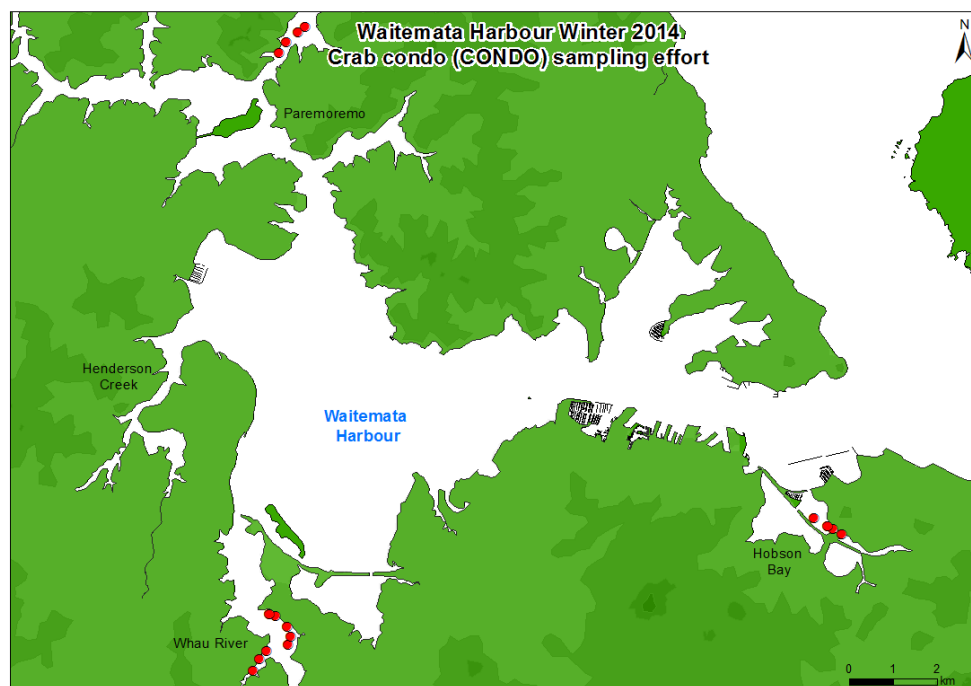 Waitemata Harbour Winter 2014
Crab condo (CONDO) sampling effort
N
Paremoremo
Henderson
Creek
Waitemata
Harbour
Hobson
Bay
Whau River
0 1 2
km